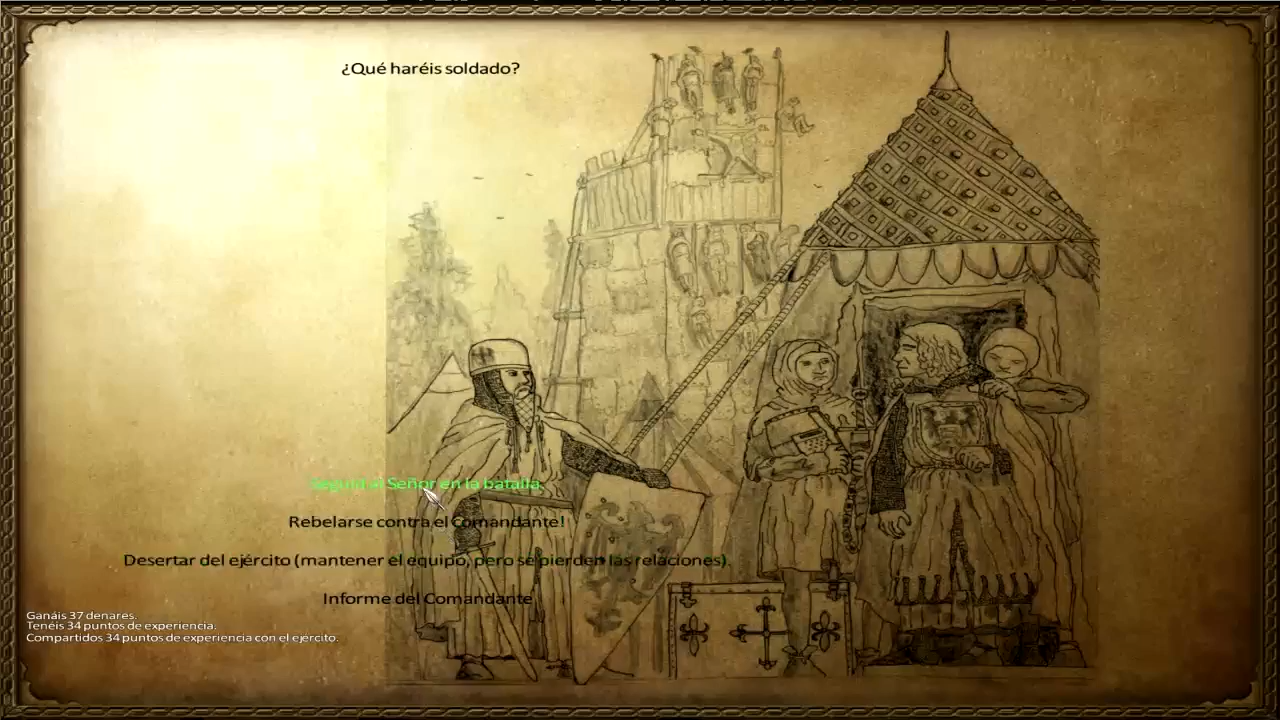 ¿Qué haréis soldado?
Seguir al Señor en la batalla.
Rebelarse contra el Comandante!
Desertar del ejército (mantener el equipo, pero se pierden las relaciones).
Informe del Comandante
Ganáis 37 denares.
Tenéis 34 puntos de experiencia.
Compartidos 34 puntos de experiencia con el ejército.